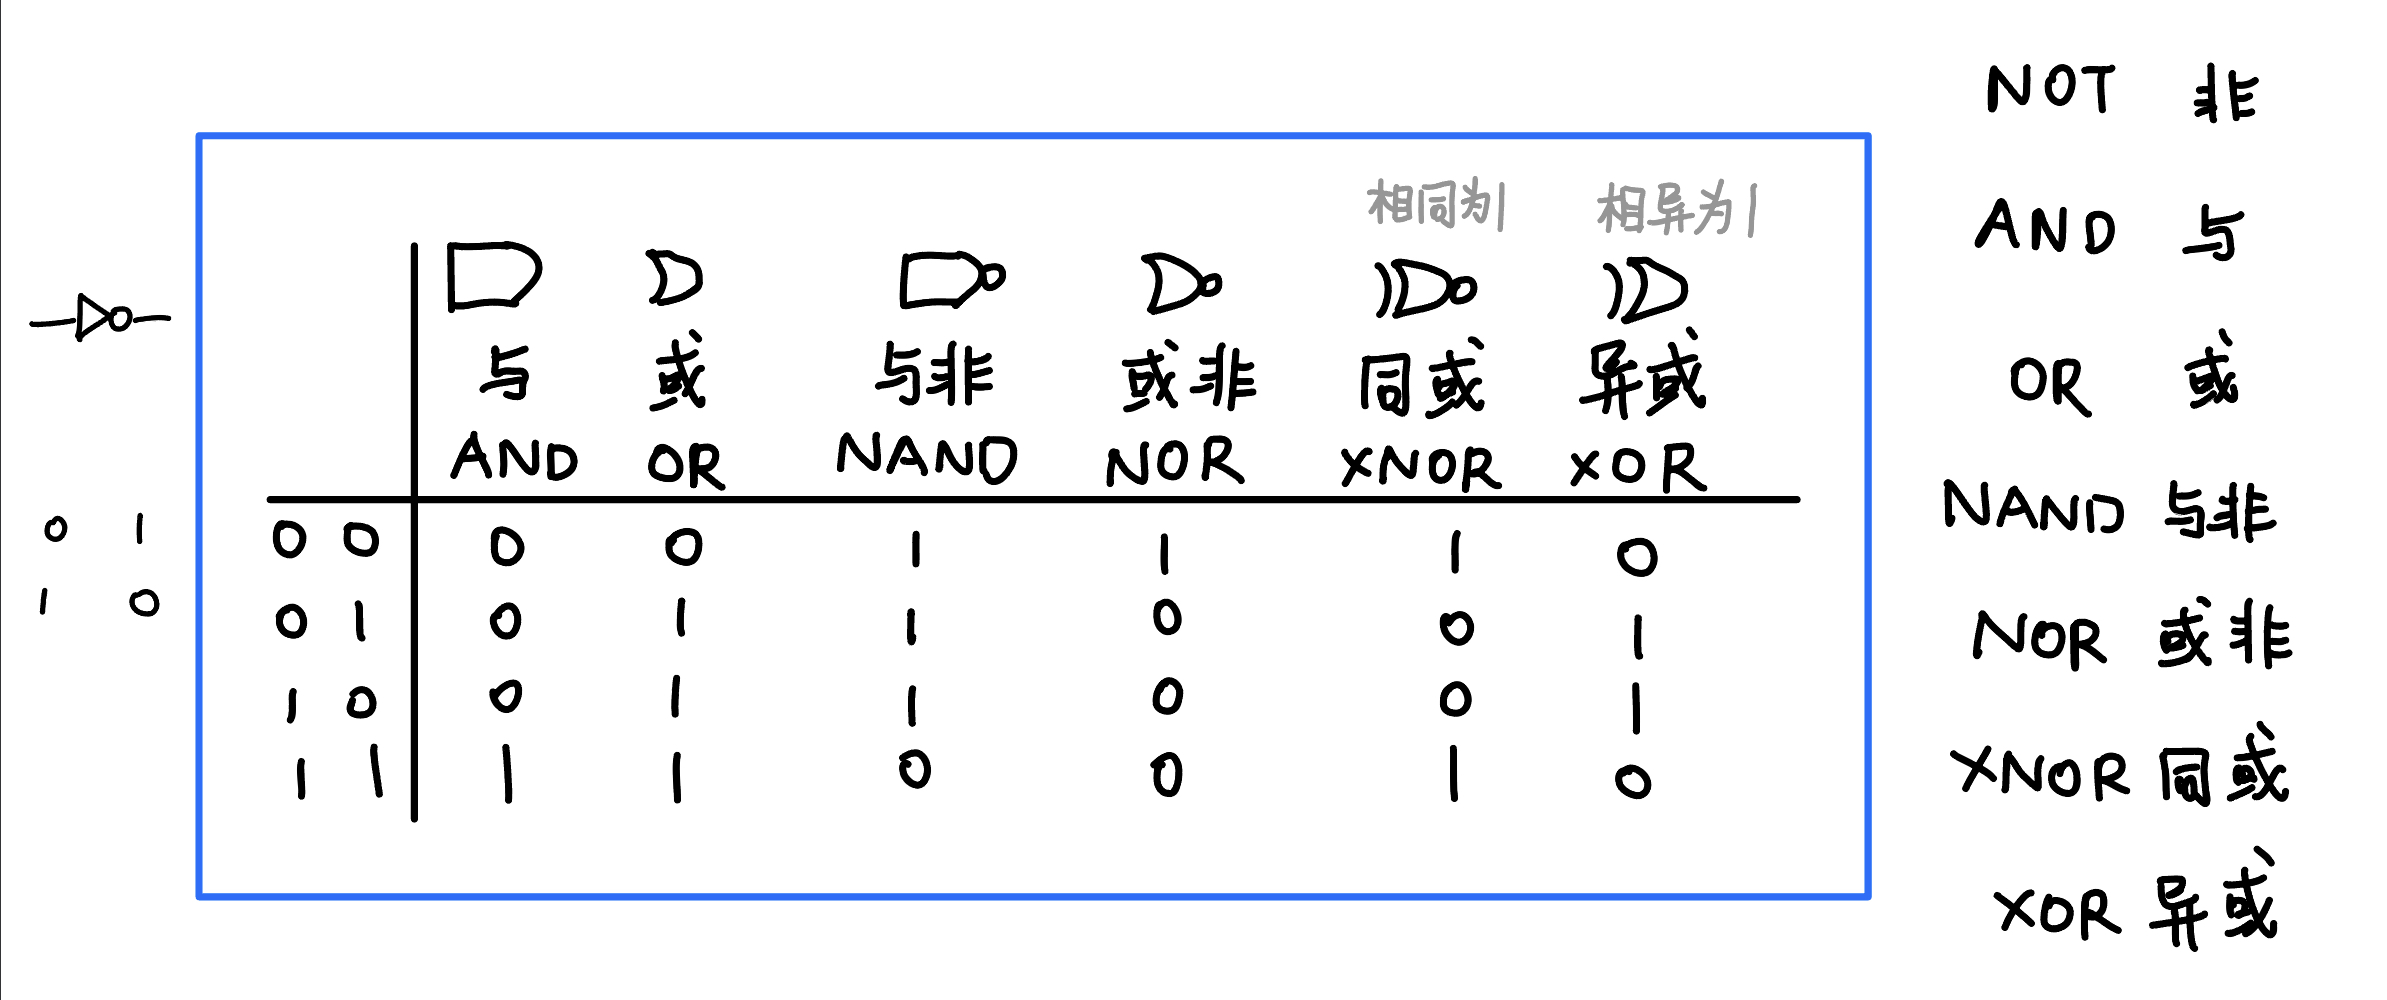 NOT 非
AND 与
OR 或
NAND 与非
NOR 或非
XNOR 同或
XOR 异或
相同为1 相异为1
与 或 与非 或非 同或 异或
AND OR NAND NOR XNOR XOR
0 1
1 0
0 0 0 0 1 1 1 0
0 1 0 1 1 0 0 1
1 0 0 1 1 0 0 1
1 1 1 1 0 0 1 0